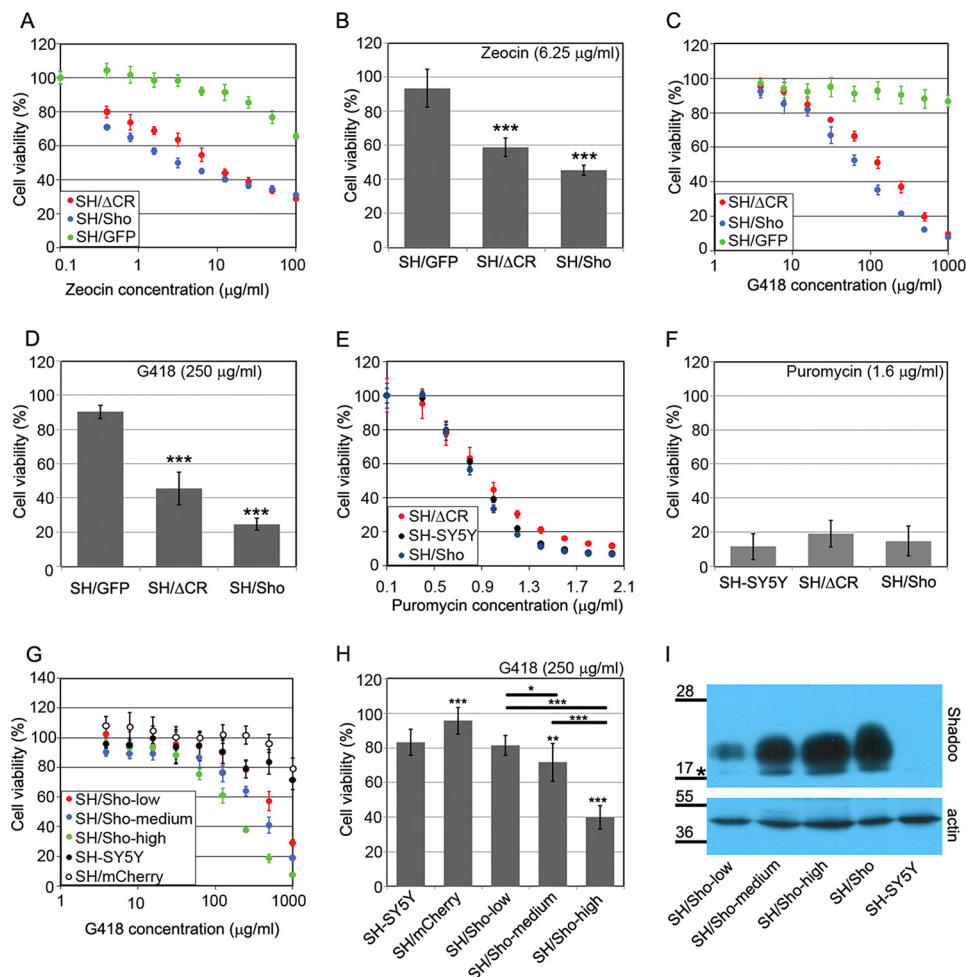 A
120
100
80
60
40
20
0
Cell viability (%)
SH/ΔCR
SH/Sho
SH/GFP
0.1
1
10
100
Zeocin concentration (μg/ml)
B
Zeocin (6.25 μg/ml)
120
100
80
60
40
20
0
Cell viability (%)
***
***
SH/GFP
SH/ΔCR
SH/Sho
C
120
100
80
60
40
20
0
Cell viability (%)
SH/ΔCR
SH/Sho
SH/GFP
1
10
100
1000
G418 concentration (μg/ml)
D
G418 (250 μg/ml)
120
100
80
60
40
20
0
Cell viability (%)
***
***
SH/GFP
SH/ΔCR
SH/Sho
E
120
100
80
60
40
20
0
Cell viability (%)
SH/ΔCR
SH-SY5Y
SH/Sho
0.1
0.5
0.9
1.3
1.7
2.1
Puromycin concentration (μg/ml)
F
Puromycin (1.6 μg/ml)
120
100
80
60
40
20
0
Cell viability (%)
SH-SY5Y
SH/ΔCR
SH/Sho
G
140
120
100
80
60
40
20
0
Cell viability (%)
SH/Sho-low
SH/Sho-medium
SH/Sho-high
SH-SY5Y
SH/mCherry
1
10
100
1000
G418 concentration (μg/ml)
H
G418 (250 μg/ml)
120
100
80
60
40
20
0
Cell viability (%)
*
***
***
***
**
***
SH-SY5Y
SH/mCherry
SH/Sho-low
SH/Sho-medium
SH/Sho-high
I
28
17
*
Shadoo
55
36
actin
SH/Sho-low
SH/Sho-medium
SH/Sho-high
SH/Sho
SH-SY5Y